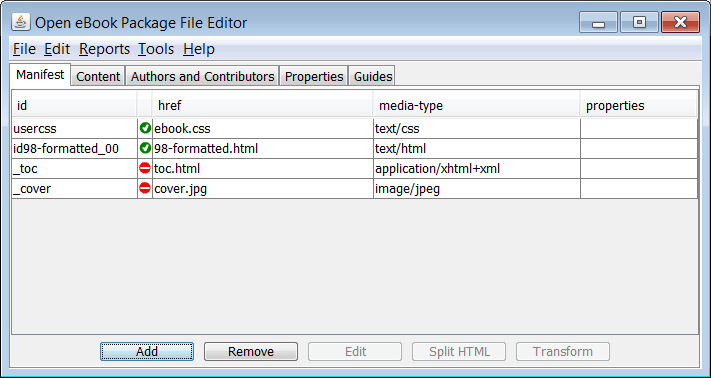 Open eBook Package File Editor
File Edit Reports Tools Help
Manifest Content Authors and Contributors Properties Guides
id href media-type properties
usercss ebook.css text/css
id98-formatted_00 98-formatted.html text/html
_toc toc.html application/xhtml+xml
_cover cover.jpg image/jpeg
Add Remove Edit Split HTML Transform